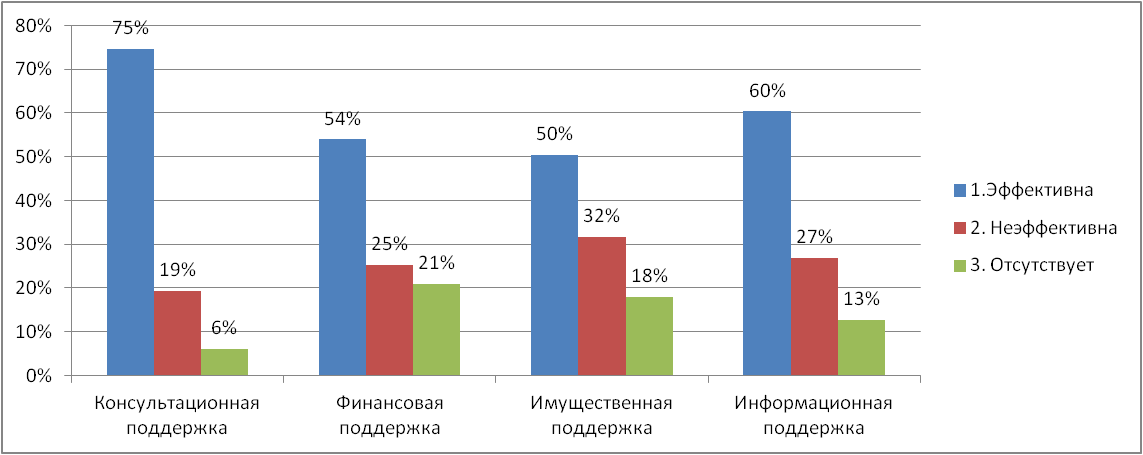 80%
70%
60%
50%
40%
30%
20%
10%
0%
75%
19%
6%
54%
25%
21%
50%
32%
18%
60%
27%
13%
Консультационная
поддержка
Финансовая
поддержка
Имущественная
поддержка
Информационная
поддержка
1.Эффективна
2. Неэффективна
3. Отсутствует